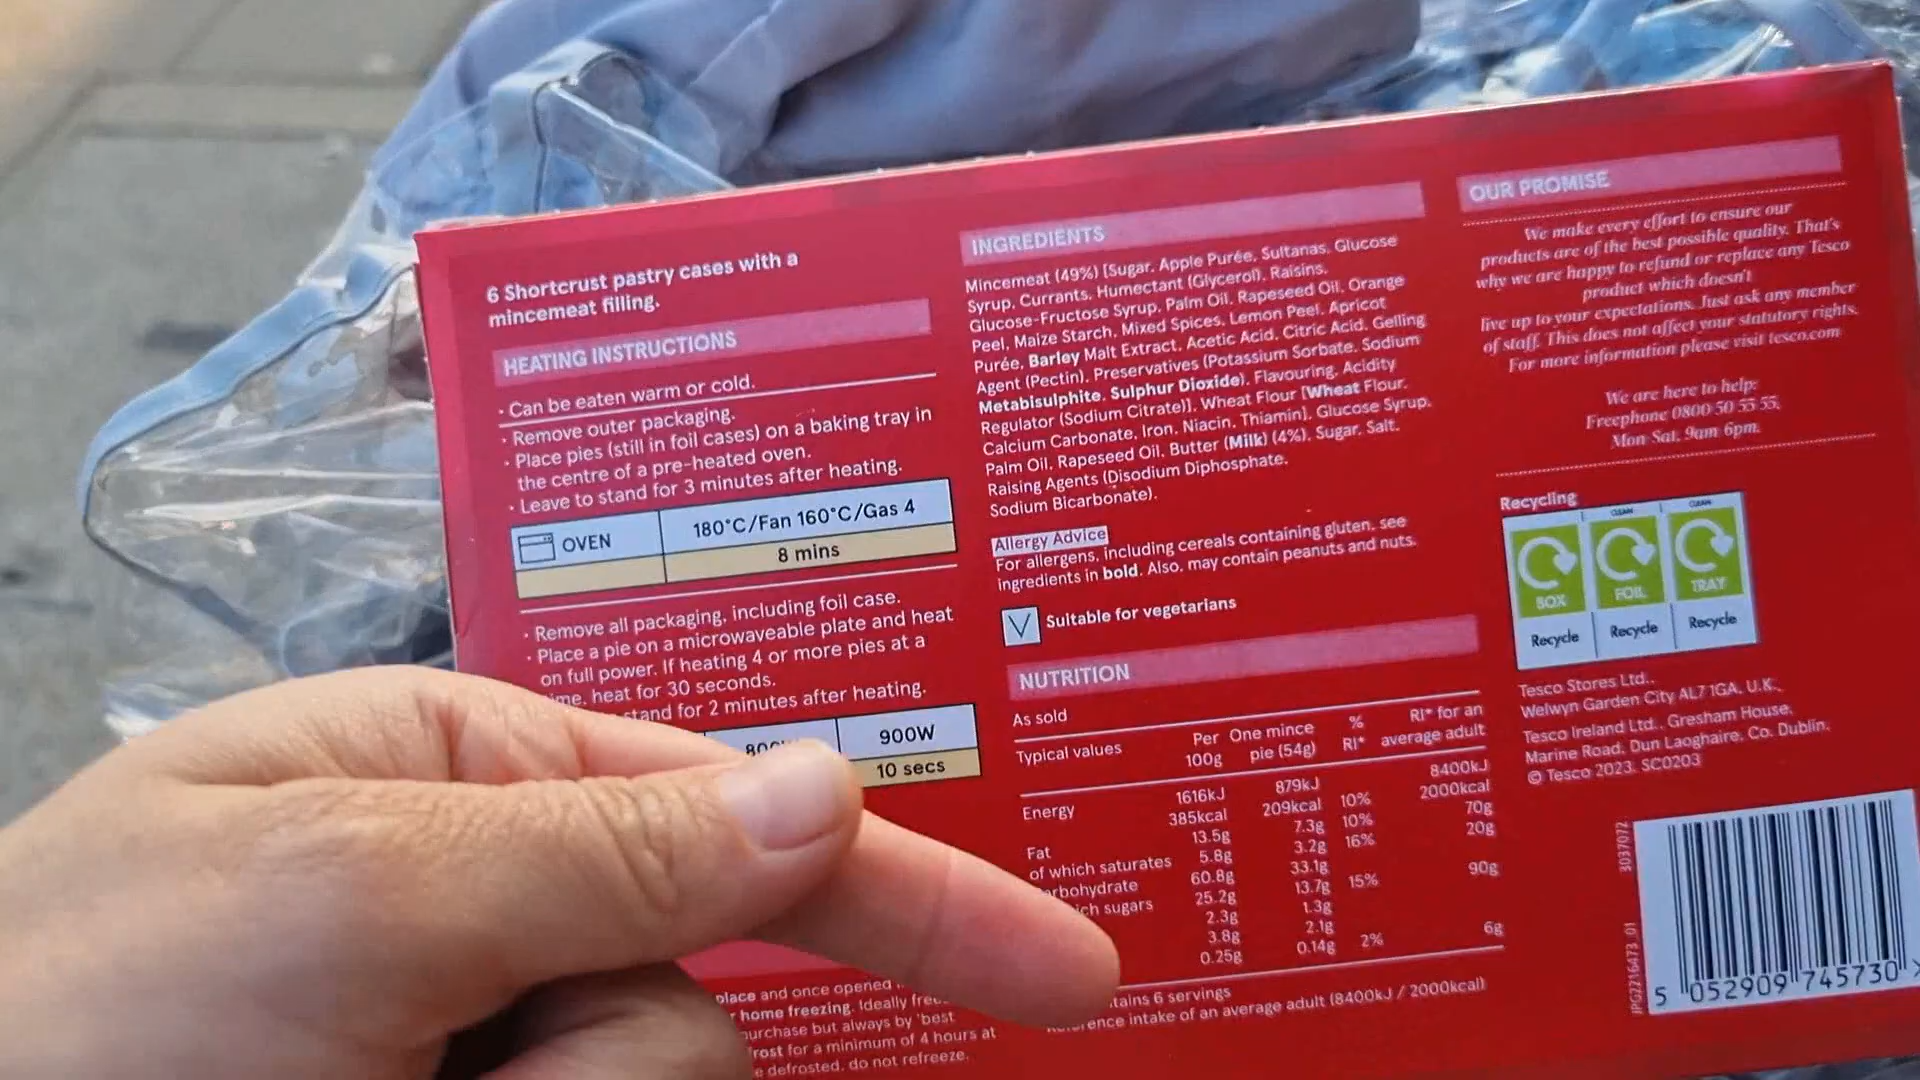 6 Shortcrust pastry cases with a
mincemeat filling.
HEATING INSTRUCTIONS
· Can be eaten warm or cold.
· Remove outer packaging.
· Place pies (still in foil cases) on a baking tray in
the centre of a pre-heated oven.
· Leave to stand for 3 minutes after heating.
OVEN
180°C/Fan 160°C/Gas 4
8 mins
· Remove all packaging, including foil case.
· Place a pie on a microwaveable plate and heat
on full power. If heating 4 or more pies at a
heat for 30 seconds.
stand for 2 minutes after heating.
900W
10 secs
place and once opened
home freezing. Ideally
but always by 'best
for a minimum of 4 hours at
defrosted, do not refreeze.
INGREDIENTS
Mincemeat (49%) [Sugar, Apple Purée, Sultanas, Glucose
Syrup, Currants, Humectant (Glycerol), Raisins,
Glucose-Fructose Syrup, Palm Oil, Rapeseed Oil, Orange
Peel, Maize Starch, Mixed Spices, Lemon Peel, Apricot
Purée, Barley Malt Extract, Acetic Acid, Citric Acid, Gelling
Agent (Pectin), Preservatives (Potassium Sorbate, Sodium
Metabisulphite, Sulphur Dioxide), Flavouring, Acidity
Regulator (Sodium Citrate)], Wheat Flour [Wheat Flour,
Calcium Carbonate, Iron, Niacin, Thiamin], Glucose Syrup,
Palm Oil, Rapeseed Oil, Butter (Milk) (4%), Sugar, Salt,
Raising Agents (Disodium Diphosphate,
Sodium Bicarbonate).
Allergy Advice
For allergens, including cereals containing gluten, see
ingredients in bold. Also, may contain peanuts and nuts.
V Suitable for vegetarians
NUTRITION
As sold
Typical values Per 100g One mince pie (54g) % RI* RI* for an average adult
Energy 1616kJ 879kJ 8400kJ
385kcal 209kcal 10% 2000kcal
Fat 13.5g 7.3g 10% 70g
of which saturates 5.8g 3.2g 16% 20g
60.8g 33.1g
sugars 25.2g 13.7g 15% 90g
2.3g 1.3g
3.8g 2.1g
0.25g 0.14g 2% 6g
6 servings
intake of an average adult (8400kJ / 2000kcal)
OUR PROMISE
We make every effort to ensure our
products are of the best possible quality. That's
why we are happy to refund or replace any Tesco
product which doesn't
live up to your expectations. Just ask any member
of staff. This does not affect your statutory rights.
For more information please visit tesco.com
We are here to help:
Freephone 0800 50 55 55,
Mon-Sat, 9am-6pm.
Recycling
CLEAN CLEAN
BOX FOIL TRAY
Recycle Recycle Recycle
Tesco Stores Ltd.,
Welwyn Garden City AL7 1GA, U.K.,
Tesco Ireland Ltd., Gresham House,
Marine Road, Dun Laoghaire, Co. Dublin.
© Tesco 2023. SC0203
3037072
JPG2216473_01
5 052909 745730 >